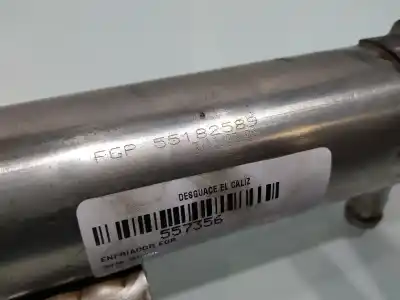 FGP 55182585
DESGUACE EL CALIZ
557356
ENFRIADOR EGR